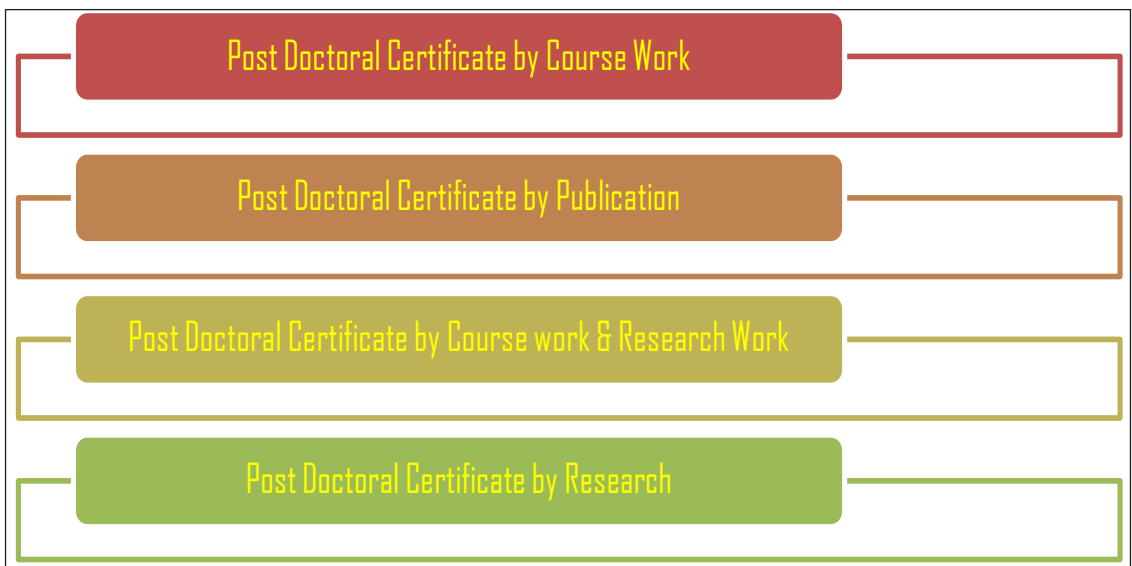 Post Doctoral Certificate by Course Work
Post Doctoral Certificate by Publication
Post Doctoral Certificate by Course work & Research Work
Post Doctoral Certificate by Research